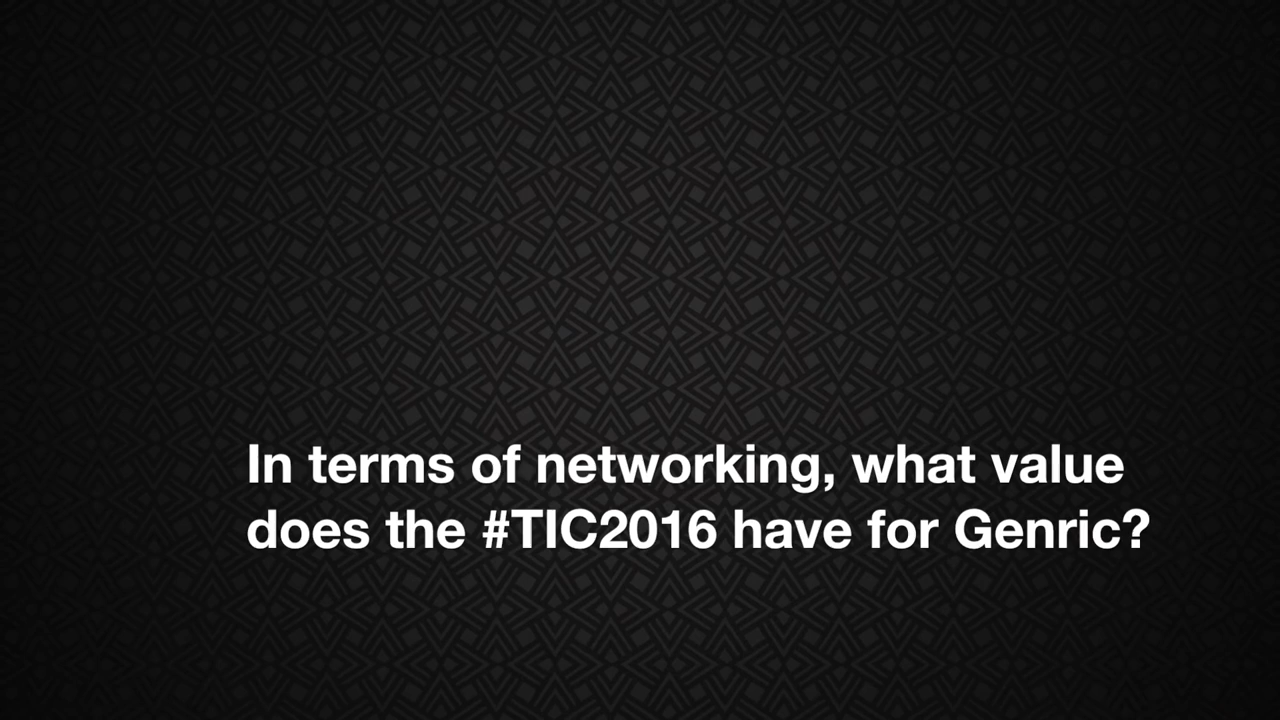 In terms of networking, what value
does the #TIC2016 have for Genric?